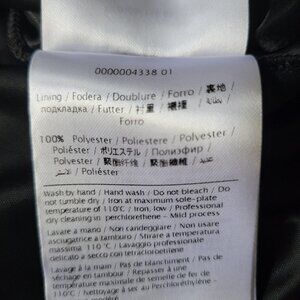 0000004338 01
Lining / Fodera / Doublure / Forro / 裏地 /
подкладка / Futter / 衬里 / 襯裡 /
Forro
100% Polyester / Poliestere / Polyester /
Poliéster / ポリエステル / Полиэфир /
Polyester / 聚酯纤维 / 聚酯纖維 /
/ Poliéster
Wash by hand / Hand wash / Do not bleach / Do
not tumble dry / Iron at maximum sole-plate
temperature of 110°C / Iron, low / Professional
dry cleaning in perchlorethene - Mild process
Lavare a mano / Non candeggiare / Non usare
asciugatrice a tamburo / Stirare a temperatura
massima 110°C / Lavaggio professionale
delicato a secco con tetracloroetilene
Lavage à la main / Pas de blanchiment / Pas de
séchage en tambour / Repasser à une
température maximale de semelle de fer de
110°C / Nettoyage à sec au Perchloréthylène -